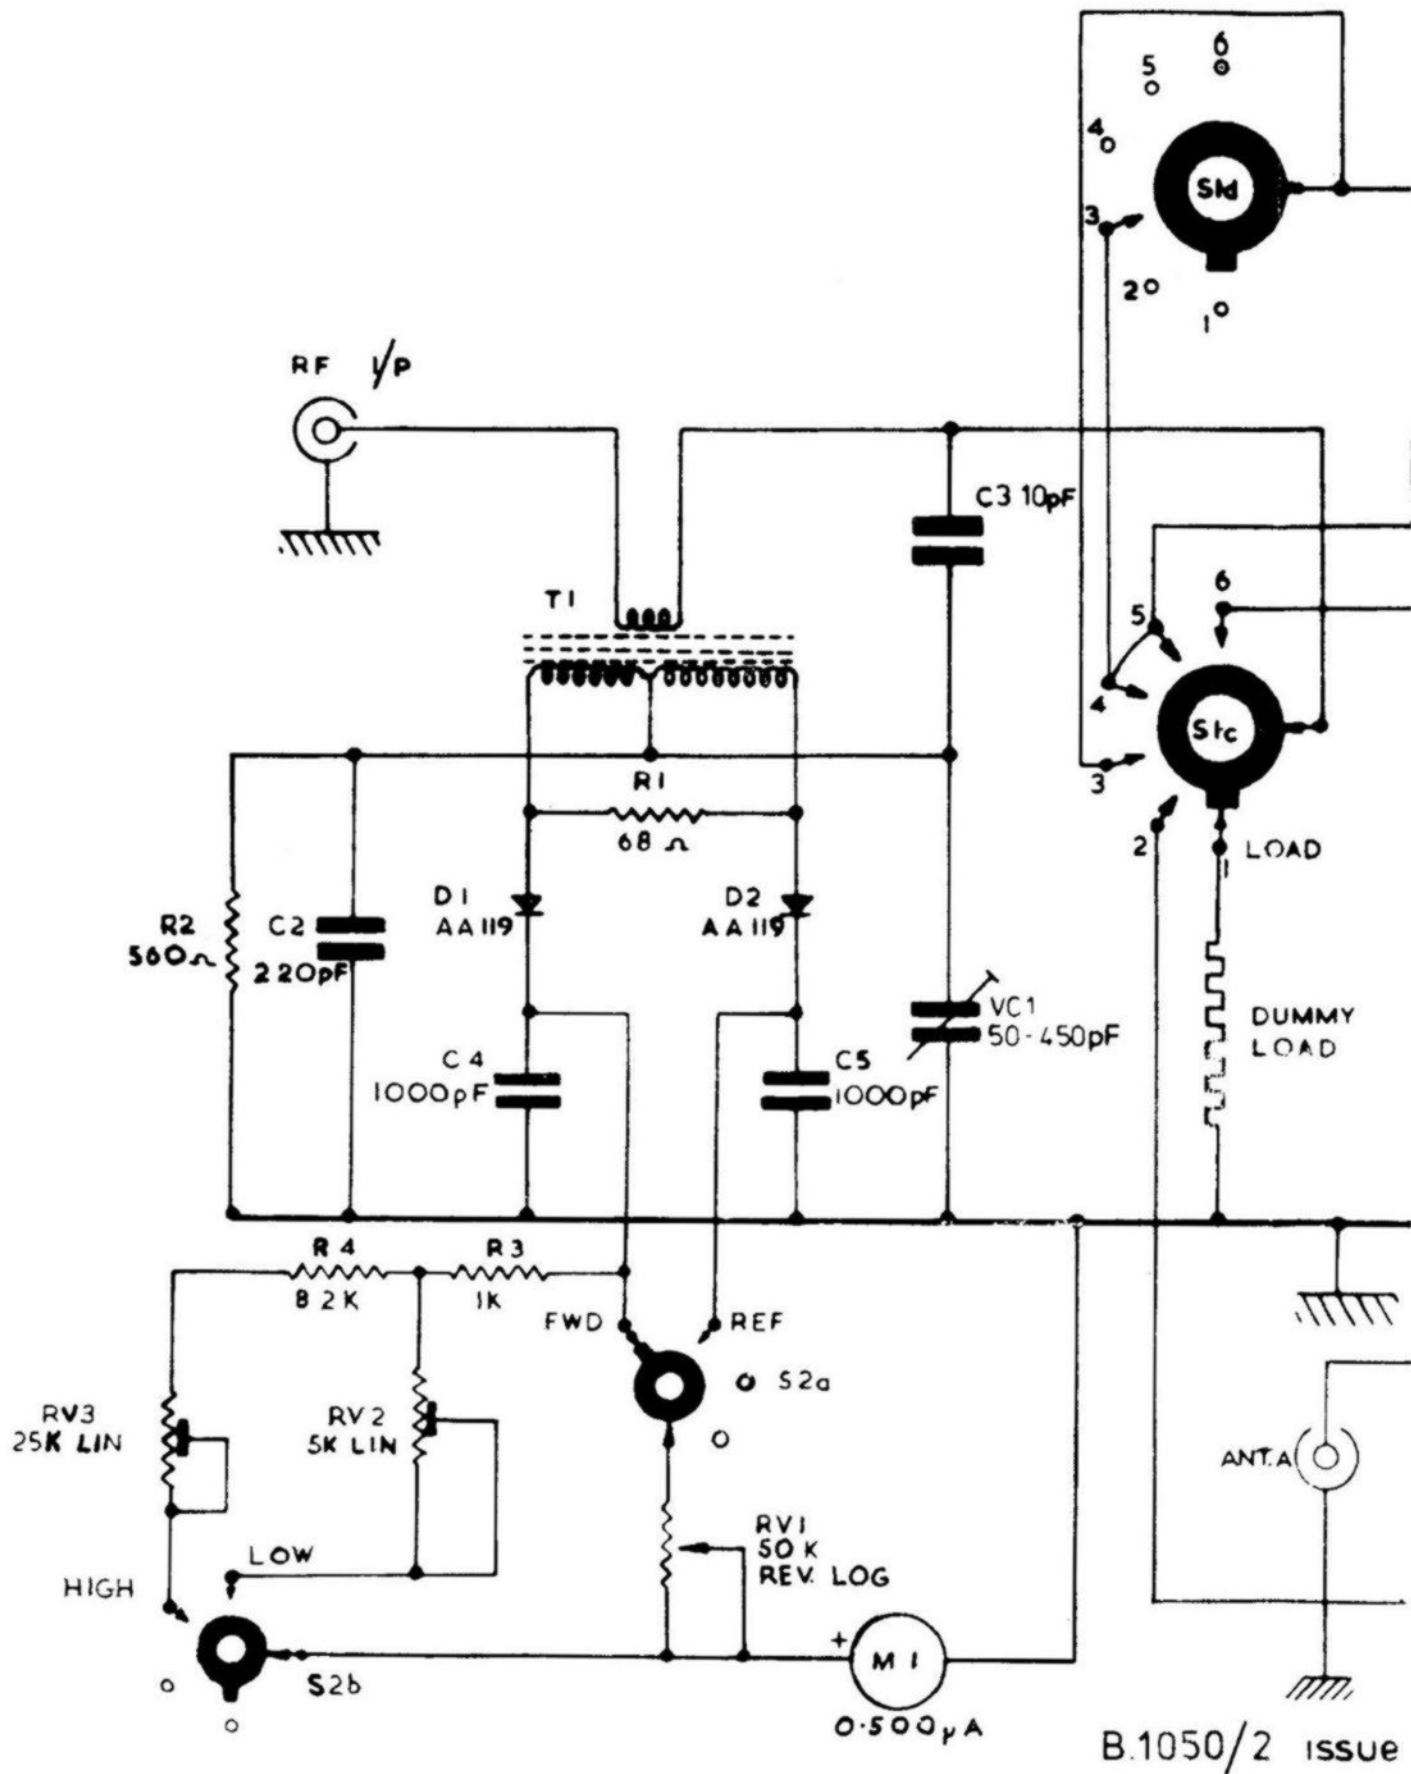 6
5
4
S1d
3
2
1
RF I/P
C3 10pF
T1
6
5
4
S1c
3
2
1
LOAD
R1
68Ω
D1
AA119
D2
AA119
R2
560Ω
C2
220pF
VC1
50-450pF
DUMMY
LOAD
C4
1000pF
C5
1000pF
R4
8 2K
R3
1K
FWD
REF
S2a
RV3
25K LIN
RV2
5K LIN
ANT.A
RV1
50K
REV. LOG
LOW
HIGH
S2b
+
M1
0·500µA
B.1050/2 ISSUE